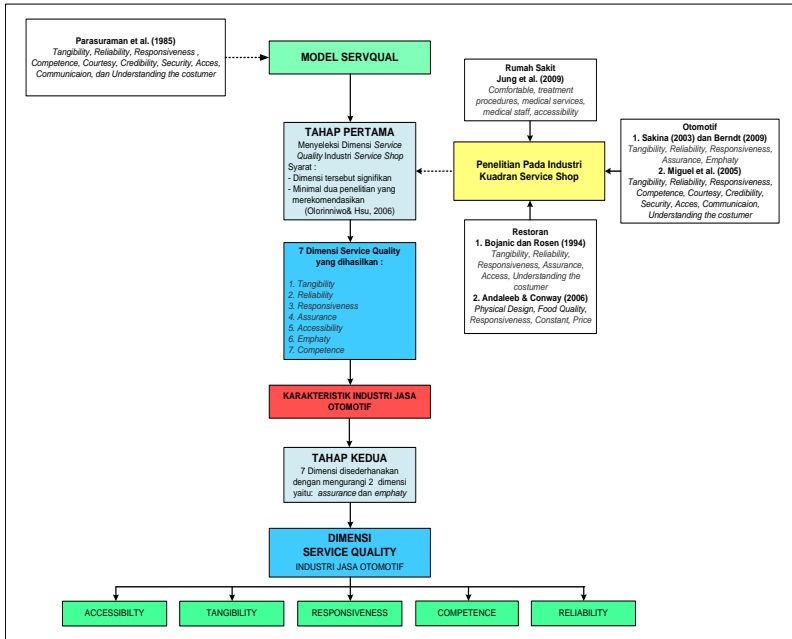 Parasuraman et al. (1985)
Tangibility, Reliability, Responsiveness ,
Competence, Courtesy, Credibility, Security, Acces,
Communicaion, dan Understanding the costumer
MODEL SERVQUAL
Rumah Sakit
Jung et al. (2009)
Comfortable, treatment
procedures, medical services,
medical staff, accessibility
TAHAP PERTAMA
Menyeleksi Dimensi Service
Quality Industri Service Shop
Syarat :
- Dimensi tersebut signifikan
- Minimal dua penelitian yang
merekomendasikan
(Olorinniwo& Hsu, 2006)
Penelitian Pada Industri
Kuadran Service Shop
Otomotif
1. Sakina (2003) dan Berndt (2009)
Tangibility, Reliability, Responsiveness,
Assurance, Emphaty
2. Miguel et al. (2005)
Tangibility, Reliability, Responsiveness,
Competence, Courtesy, Credibility,
Security, Acces, Communicaion,
Understanding the costumer
Restoran
1. Bojanic dan Rosen (1994)
Tangibility, Reliability,
Responsiveness, Assurance,
Access, Understanding the
costumer
2. Andaleeb & Conway (2006)
Physical Design, Food Quality,
Responsiveness, Constant, Price
7 Dimensi Service Quality
yang dihasilkan :
1. Tangibility
2. Reliability
3. Responsiveness
4. Assurance
5. Accessibility
6. Emphaty
7. Competence
KARAKTERISTIK INDUSTRI JASA
OTOMOTIF
TAHAP KEDUA
7 Dimensi disederhanakan
dengan mengurangi 2 dimensi
yaitu: assurance dan emphaty
DIMENSI
SERVICE QUALITY
INDUSTRI JASA OTOMOTIF
ACCESSIBILTY
TANGIBILITY
RESPONSIVENESS
COMPETENCE
RELIABILITY